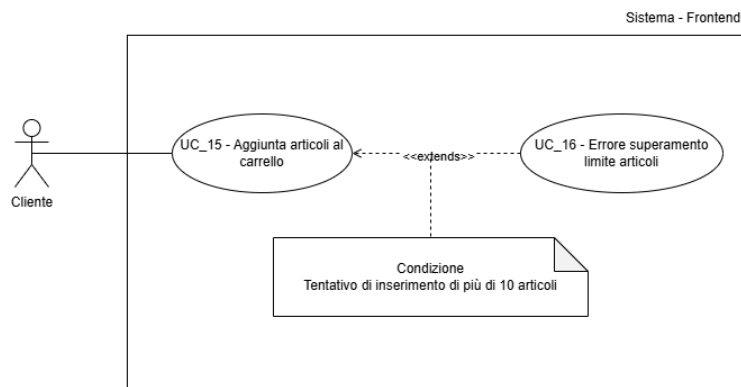 Sistema - Frontend
UC_15 - Aggiunta articoli al
carrello
<<extends>>
UC_16 - Errore superamento
limite articoli
Cliente
Condizione
Tentativo di inserimento di più di 10 articoli